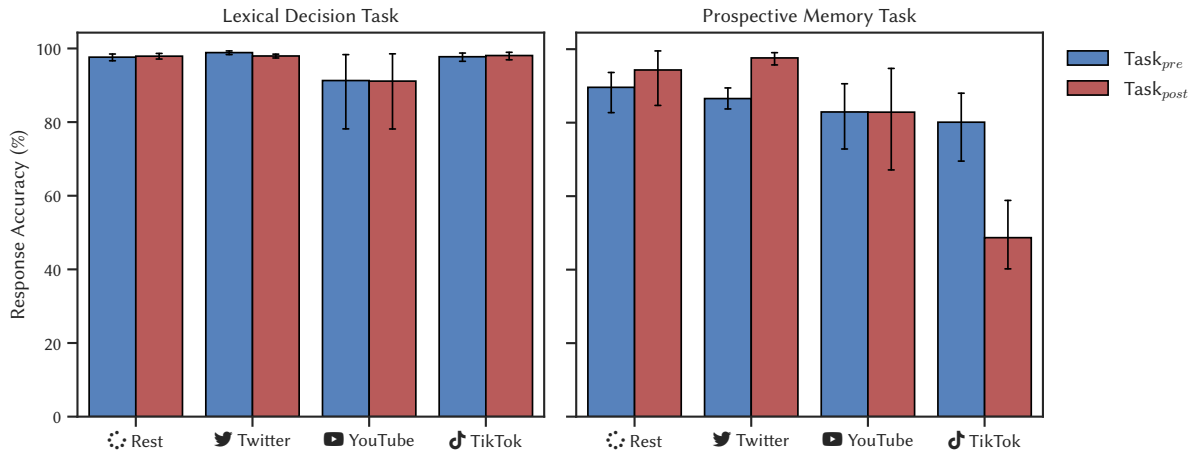 Lexical Decision Task
Prospective Memory Task
Response Accuracy (%)
100
80
60
40
20
0
Rest
Twitter
YouTube
TikTok
Rest
Twitter
YouTube
TikTok
Task_pre
Task_post